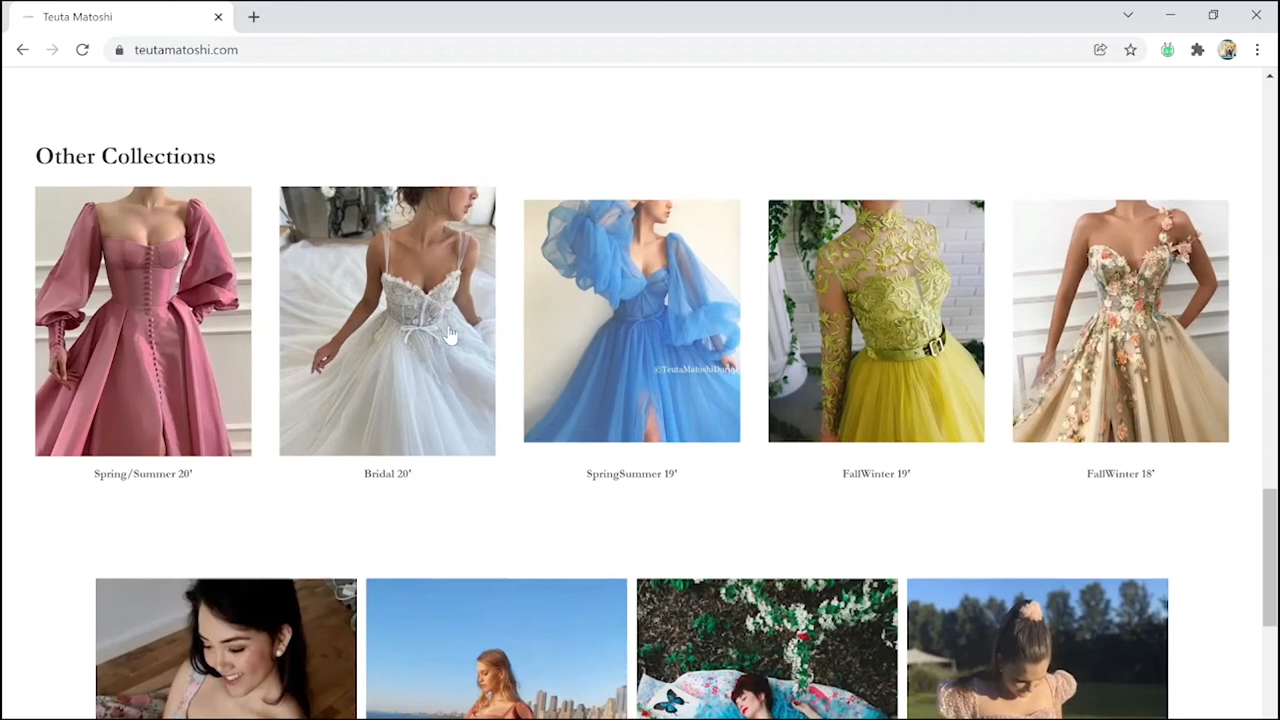 Teuta Matoshi
teutamatoshi.com
Other Collections
Spring/Summer 20'
Bridal 20'
SpringSummer 19'
FallWinter 19'
FallWinter 18'